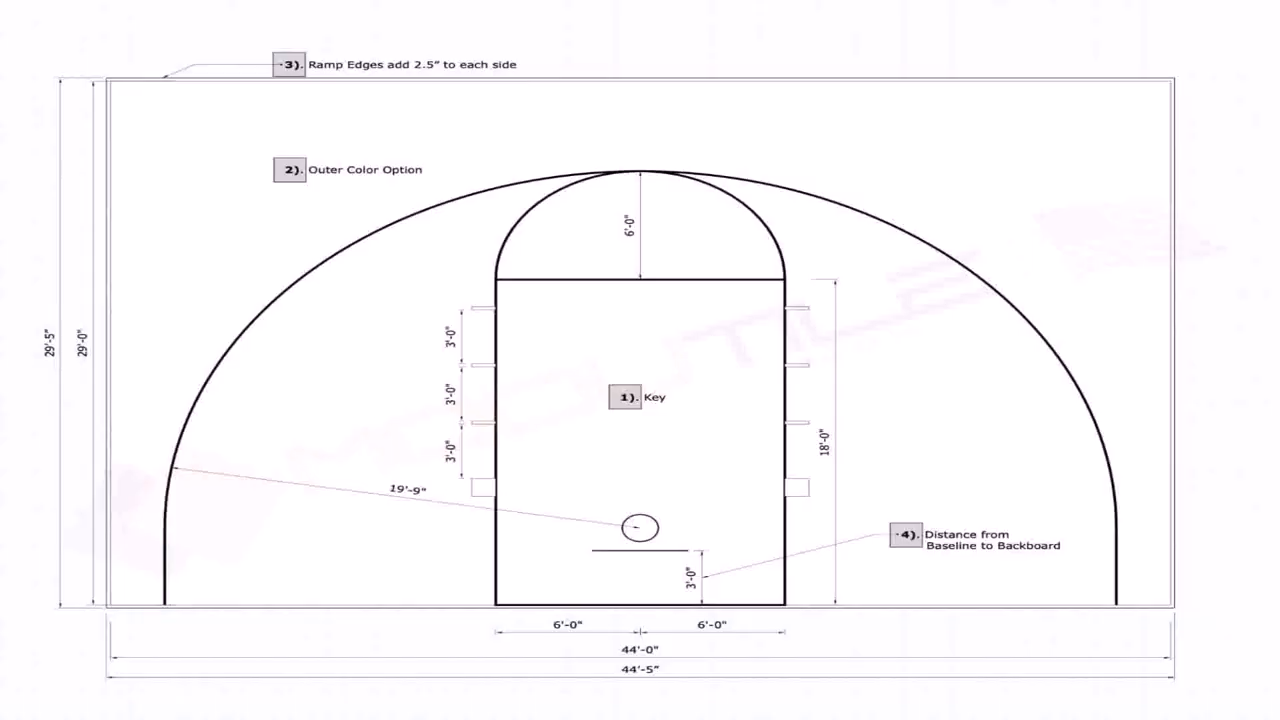 3). Ramp Edges add 2.5" to each side
2). Outer Color Option
6'-0"
3'-0"
29'-5"
29'-0"
3'-0"
1). Key
18'-0"
3'-0"
19'-9"
4). Distance from
Baseline to Backboard
3'-0"
6'-0" 6'-0"
44'-0"
44'-5"